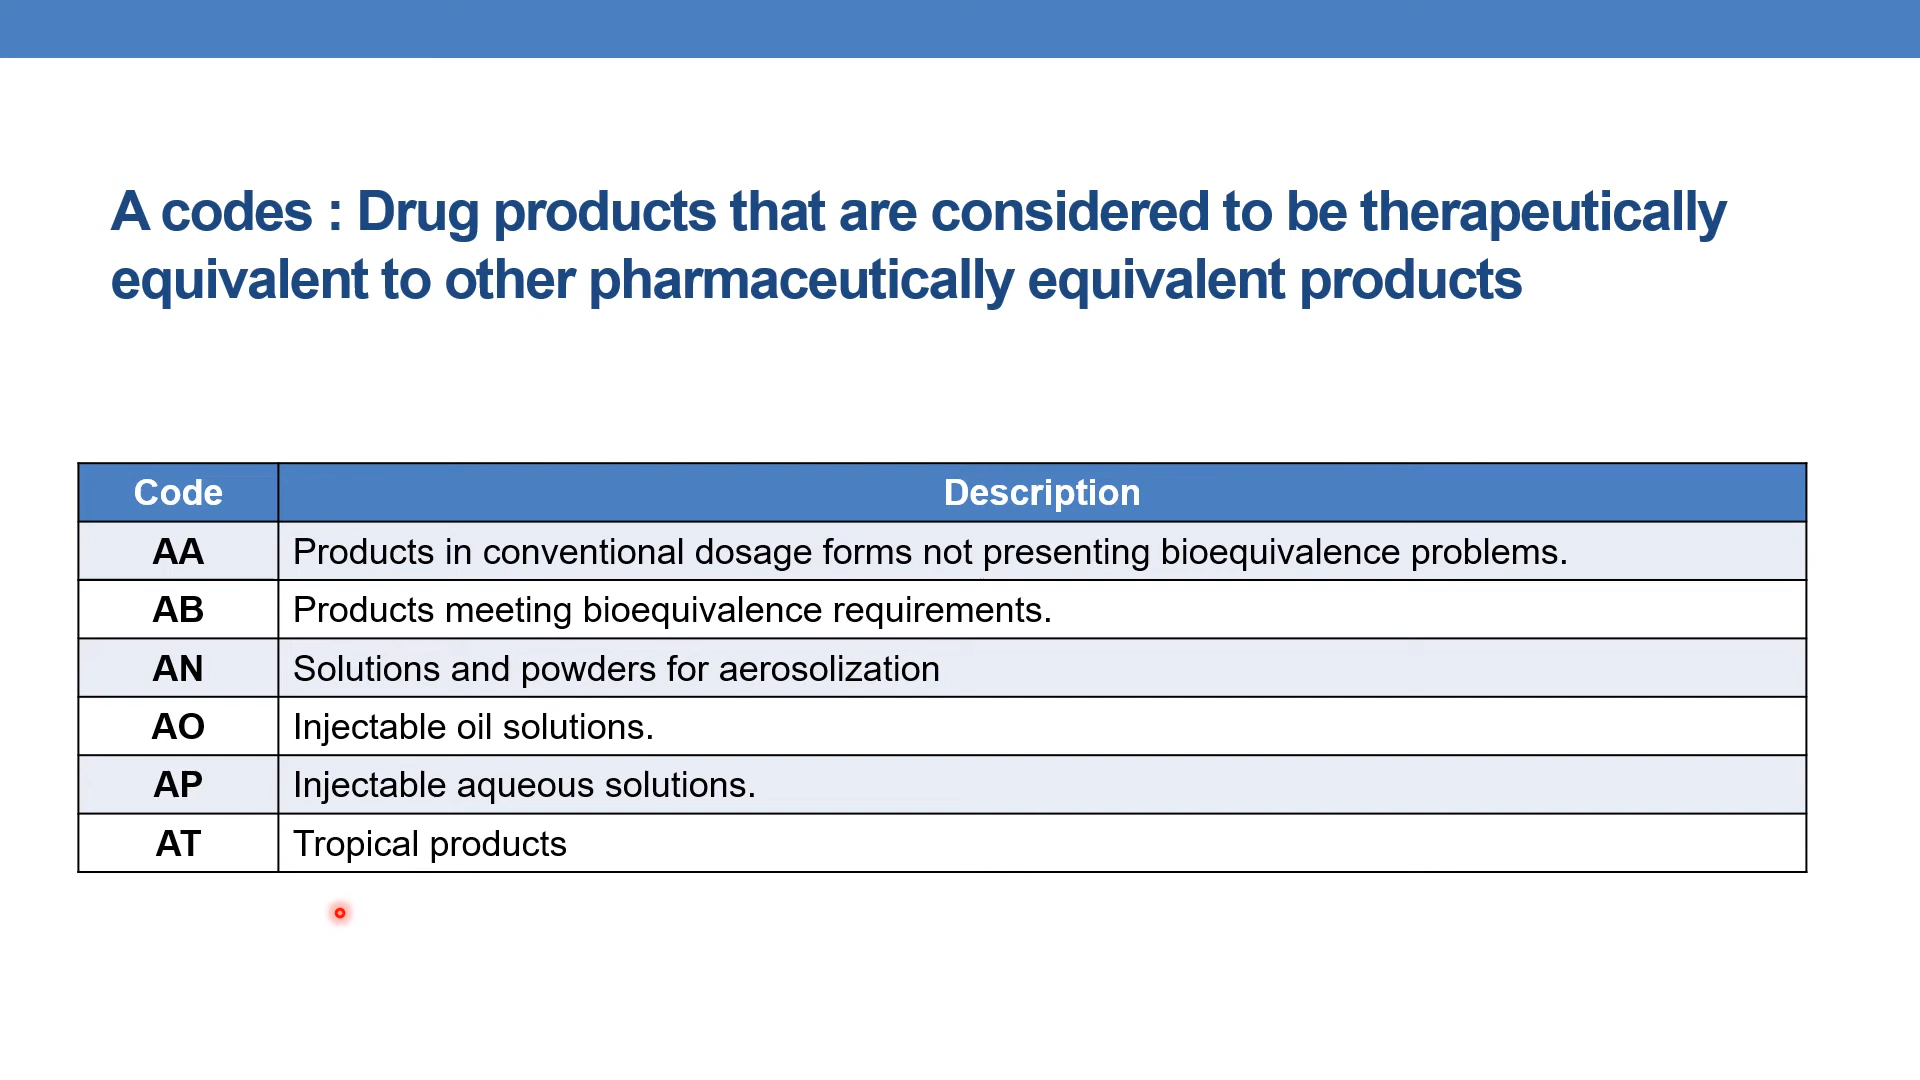 A codes : Drug products that are considered to be therapeutically
equivalent to other pharmaceutically equivalent products
Code Description
AA Products in conventional dosage forms not presenting bioequivalence problems.
AB Products meeting bioequivalence requirements.
AN Solutions and powders for aerosolization
AO Injectable oil solutions.
AP Injectable aqueous solutions.
AT Tropical products